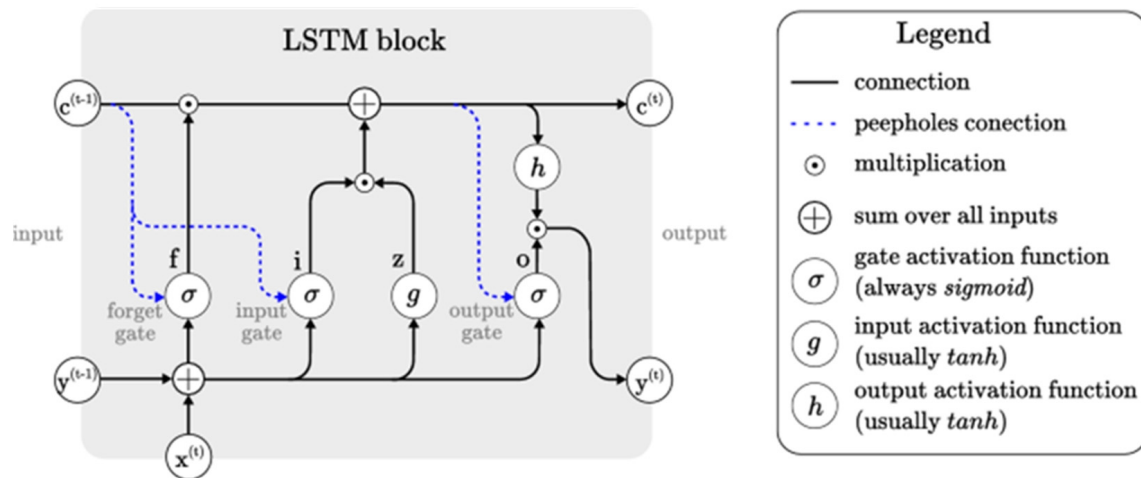 LSTM block
c(t-1)
c(t)
h
input
output
f
i
z
o
σ
σ
g
σ
forget
gate
input
gate
output
gate
y(t-1)
y(t)
x(t)
Legend
connection
peepholes conection
multiplication
sum over all inputs
σ
gate activation function
(always sigmoid)
g
input activation function
(usually tanh)
h
output activation function
(usually tanh)